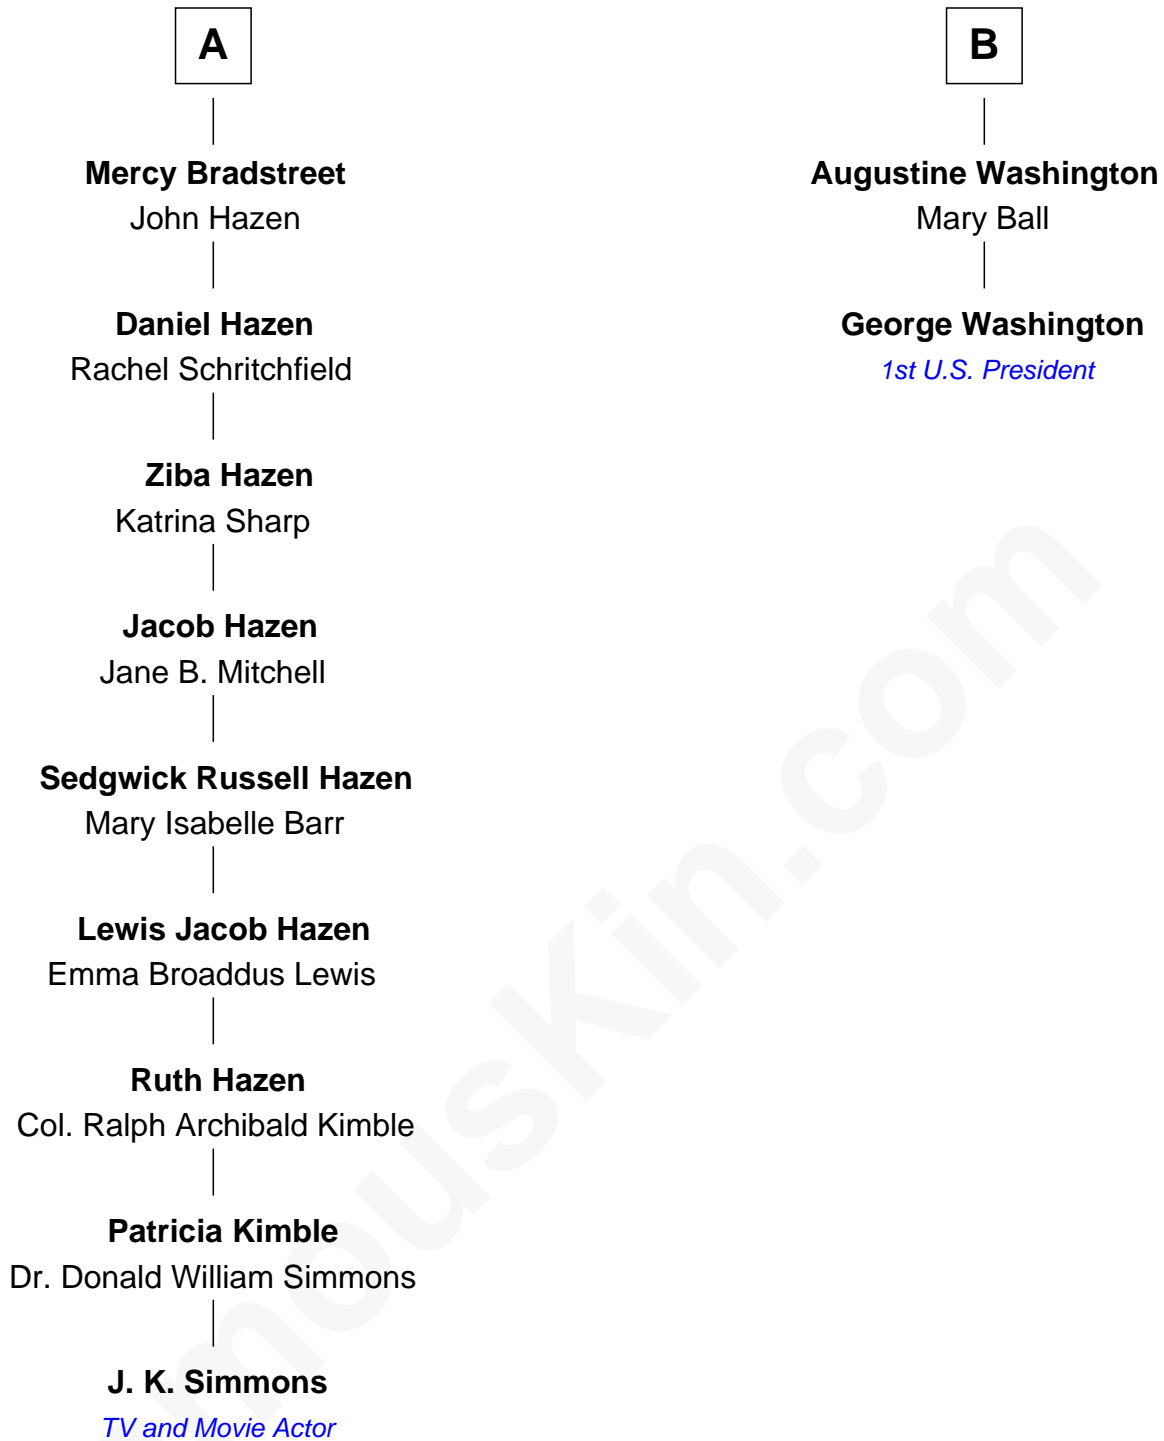 A
Mercy Bradstreet
John Hazen
Daniel Hazen
Rachel Schritchfield
Ziba Hazen
Katrina Sharp
Jacob Hazen
Jane B. Mitchell
Sedgwick Russell Hazen
Mary Isabelle Barr
Lewis Jacob Hazen
Emma Broaddus Lewis
Ruth Hazen
Col. Ralph Archibald Kimble
Patricia Kimble
Dr. Donald William Simmons
J. K. Simmons
TV and Movie Actor
B
Augustine Washington
Mary Ball
George Washington
1st U.S. President
mouskin.com